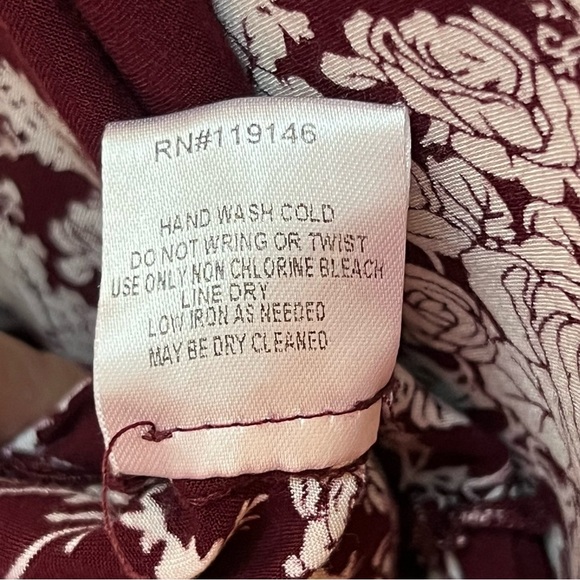 RN#119146
HAND WASH COLD
DO NOT WRING OR TWIST
USE ONLY NON CHLORINE BLEACH
LINE DRY
LOW IRON AS NEEDED
MAY BE DRY CLEANED